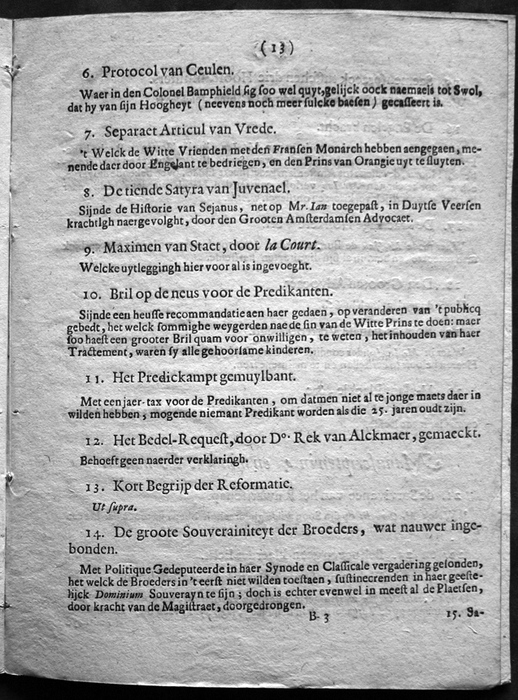 (13)
6. Protocol van Ceulen.
Waer in den Colonel Bamphield sig soo wel quyt, gelijck oock naemaels tot Swol,
dat hy van sijn Hoogheyt (neevens noch meer sulcke baesen) gecasseert is.
7. Separaet Articul van Vrede.
't Welck de Witte Vrienden met den Fransen Monarch hebben aengegaen, me-
nende daer door Engelant te bedriegen, en den Prins van Orangie uyt te sluyten.
8. De tiende Satyra van Juvenael.
Sijnde de Historie van Sejanus, net op Mr. Ian toegepast, in Duytse Veersen
krachtigh naergevolght, door den Grooten Amsterdamsen Advocaet.
9. Maximen van Staet, door la Court.
Welcke uytleggingh hier voor al is ingevoeght.
10. Bril op de neus voor de Predikanten.
Sijnde een heusse recommandatie aen haer gedaen, op veranderen van 't publicq
gebedt, het welck sommighe weygerden nae de sin van de Witte Prins te doen: maer
soo haest een grooter Bril quam voor onwilligen, te weten, het inhouden van haer
Tractement, waren sy alle gehoorsame kinderen.
11. Het Predickampt gemuylbant.
Met een jaer-tax voor de Predikanten, om datmen niet al te jonge maets daer in
wilden hebben, mogende niemant Predikant worden als die 25. jaren oudt zijn.
12. Het Bedel-Request, door Do. Rek van Alckmaer, gemaeckt.
Behoeft geen naerder verklaringh.
13. Kort Begrijp der Reformatie.
Ut supra.
14. De groote Souverainiteyt der Broeders, wat nauwer inge-
bonden.
Met Politique Gedeputeerde in haer Synode en Classicale vergadering gesonden,
het welck de Broeders in 't eerst niet wilden toestaen, sustineerenden in haer geeste-
lijck Dominium Souverayn te sijn; doch is echter evenwel in meest al de Plaetsen,
door kracht van de Magistraet, doorgedrongen.
B 3
15. Sa-